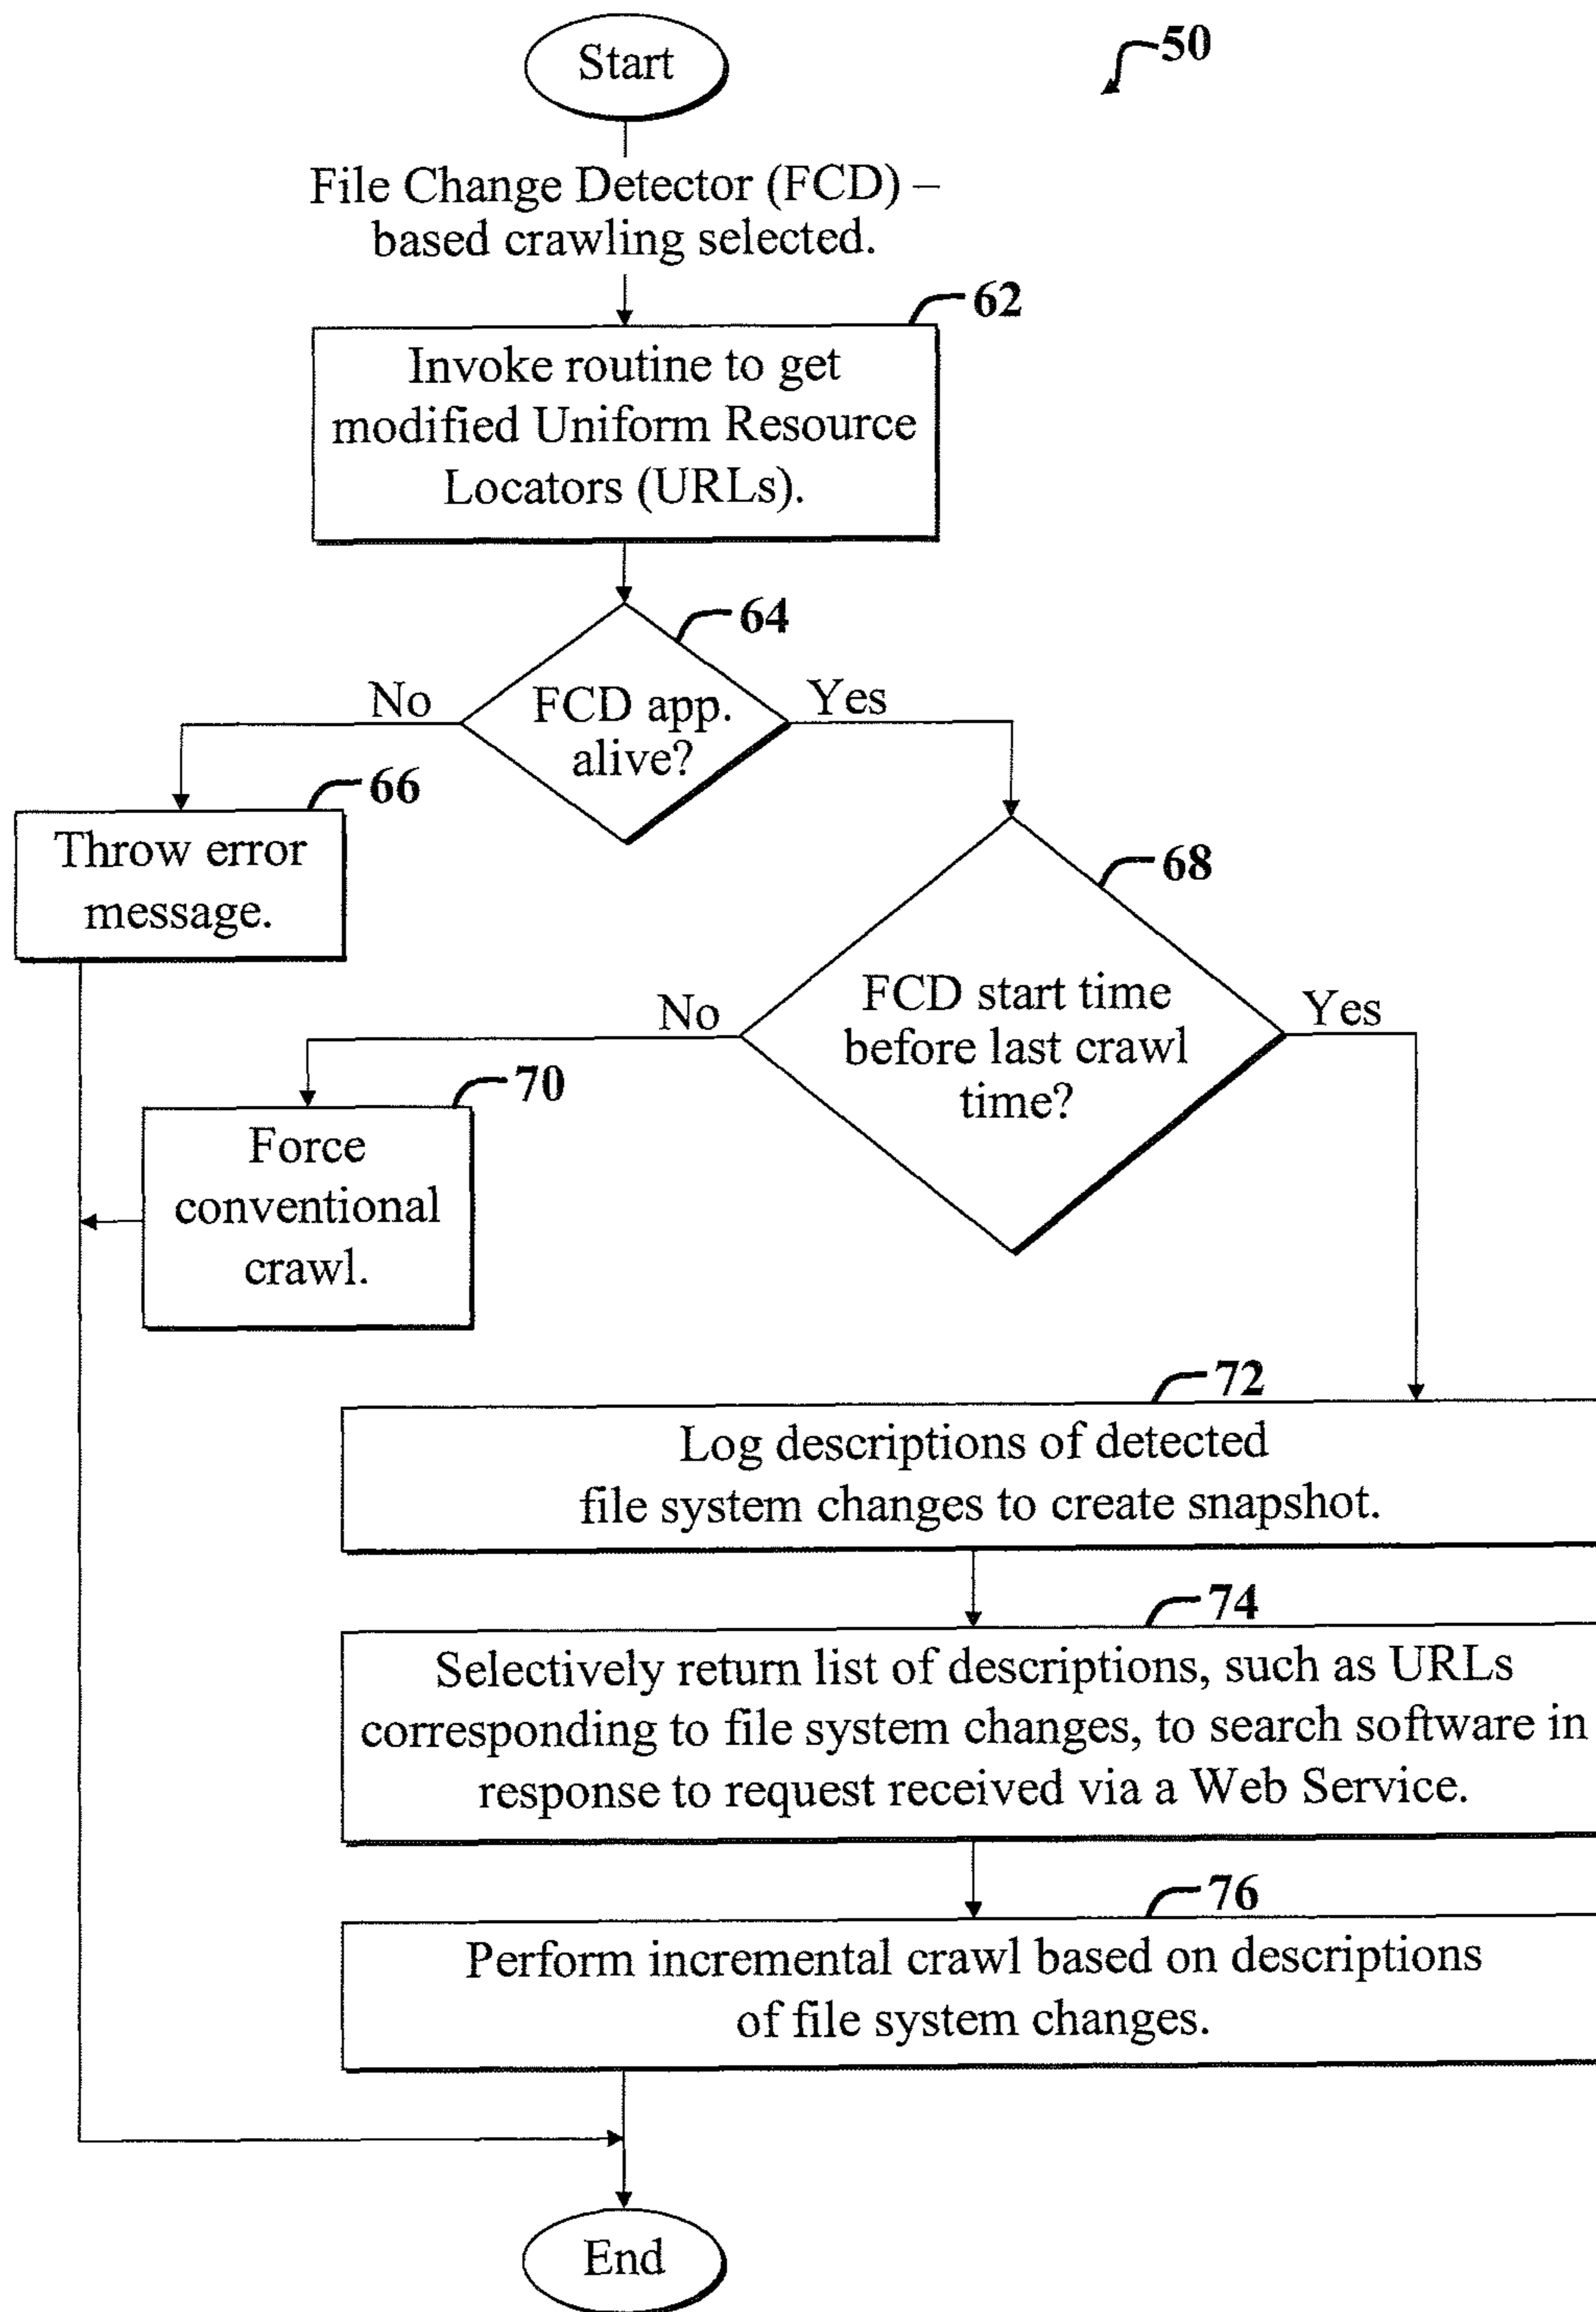 Start
50
File Change Detector (FCD) –
based crawling selected.
62
Invoke routine to get
modified Uniform Resource
Locators (URLs).
64
No
FCD app.
alive?
Yes
66
Throw error
message.
68
No
FCD start time
before last crawl
time?
Yes
70
Force
conventional
crawl.
72
Log descriptions of detected
file system changes to create snapshot.
74
Selectively return list of descriptions, such as URLs
corresponding to file system changes, to search software in
response to request received via a Web Service.
76
Perform incremental crawl based on descriptions
of file system changes.
End